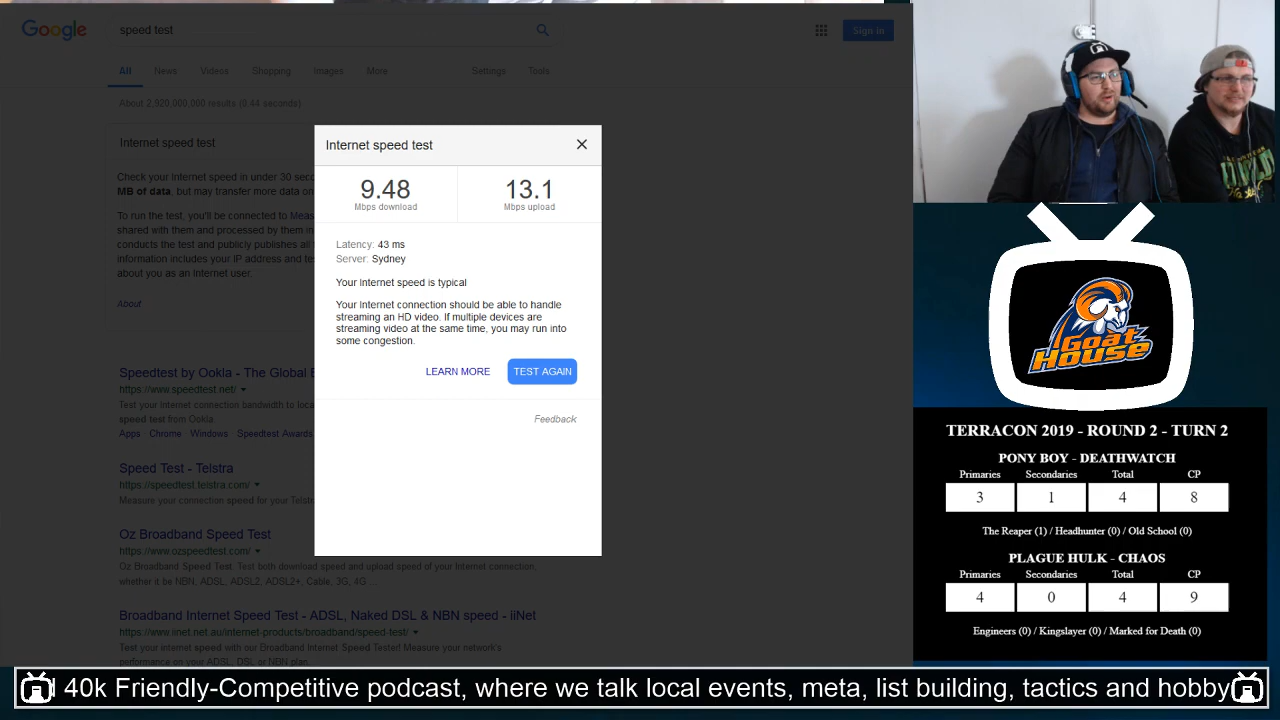 Google
speed test
Sign in
All News Videos Shopping Images More Settings Tools
About 2,920,000,000 results (0.44 seconds)
Internet speed test
Check your Internet speed in under 30 seco
MB of data, but may transfer more data on
To run the test, you'll be connected to Meas
shared with them and processed by them in
conducts the test and publicly publishes all
information includes your IP address and tes
about you as an Internet user.
About
Speedtest by Ookla - The Global B
https://www.speedtest.net/
Test your Internet connection bandwidth to loca
speed test from Ookla.
Apps Chrome Windows Speedtest Awards
Speed Test - Telstra
https://speedtest.telstra.com/
Measure your connection speed for your Telstr
Oz Broadband Speed Test
https://www.ozspeedtest.com/
Oz Broadband Speed Test. Test both download speed and upload speed of your Internet connection,
whether it be NBN, ADSL, ADSL2, ADSL2+, Cable, 3G, 4G ...
Broadband Internet Speed Test - ADSL, Naked DSL & NBN speed - iiNet
https://www.iinet.net.au/internet-products/broadband/speed-test/
Test your internet speed with our Broadband Internet Speed Tester! Measure your network's
performance on your ADSL, DSL or NBN plan.
Internet speed test
9.48 13.1
Mbps download Mbps upload
Latency: 43 ms
Server: Sydney
Your Internet speed is typical
Your Internet connection should be able to handle
streaming an HD video. If multiple devices are
streaming video at the same time, you may run into
some congestion.
LEARN MORE TEST AGAIN
Feedback
Goat
House
TERRACON 2019 - ROUND 2 - TURN 2
PONY BOY - DEATHWATCH
Primaries Secondaries Total CP
3 1 4 8
The Reaper (1) / Headhunter (0) / Old School (0)
PLAGUE HULK - CHAOS
Primaries Secondaries Total CP
4 0 4 9
Engineers (0) / Kingslayer (0) / Marked for Death (0)
40k Friendly-Competitive podcast, where we talk local events, meta, list building, tactics and hobby